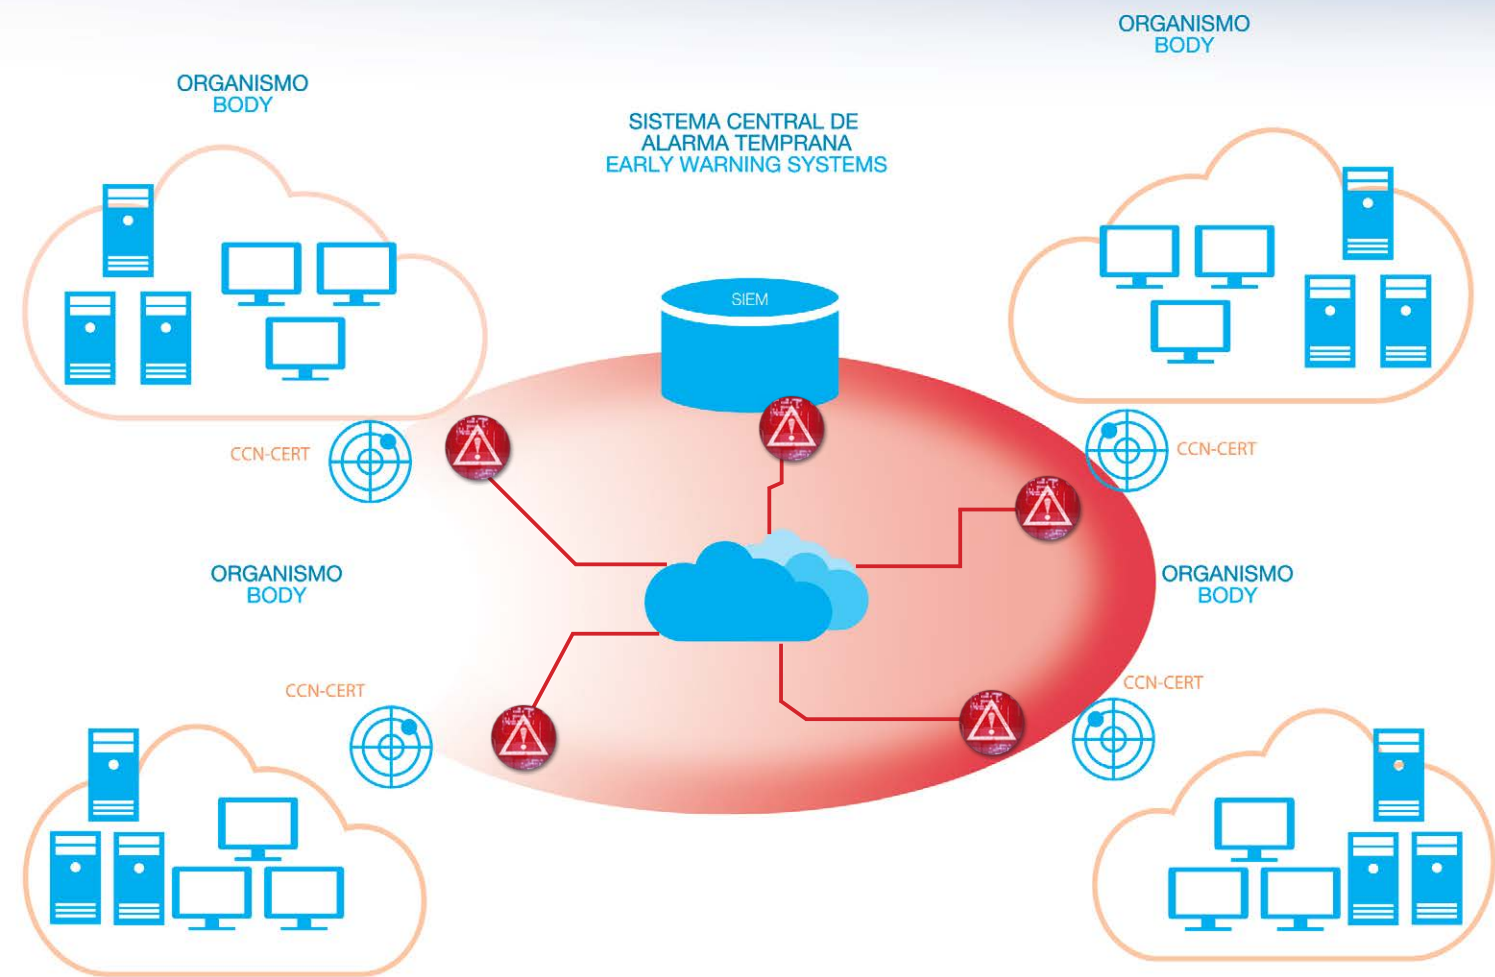 ORGANISMO
BODY
ORGANISMO
BODY
SISTEMA CENTRAL DE
ALARMA TEMPRANA
EARLY WARNING SYSTEMS
SIEM
CCN-CERT
CCN-CERT
ORGANISMO
BODY
ORGANISMO
BODY
CCN-CERT
CCN-CERT